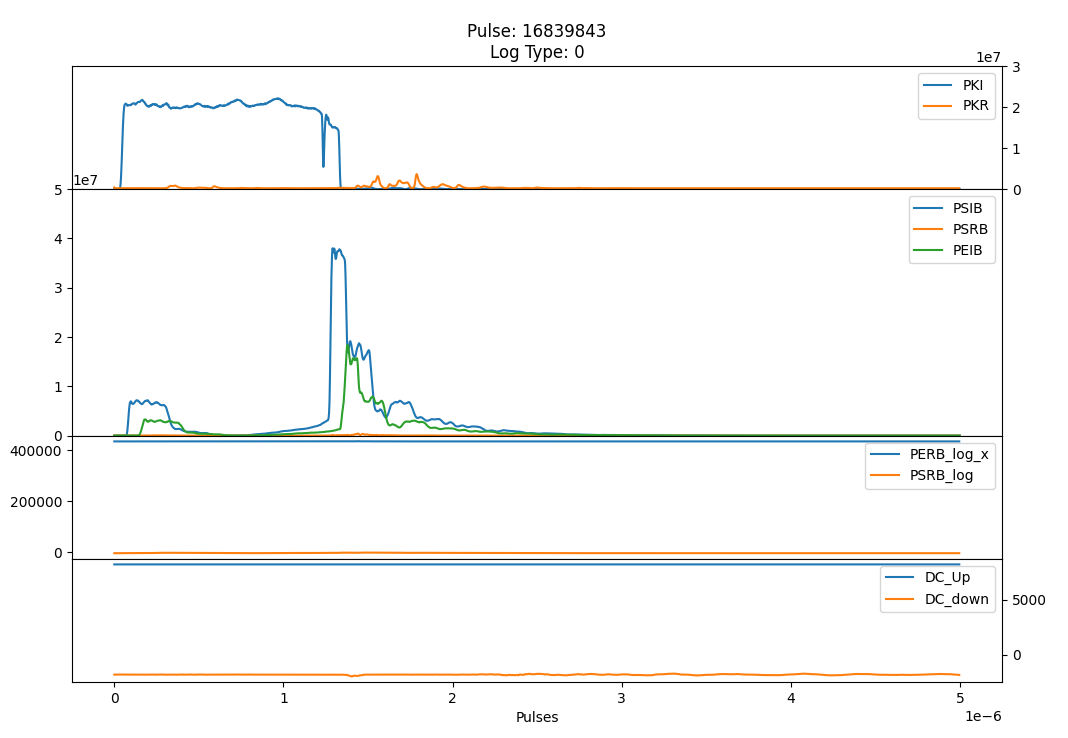 Pulse: 16839843
Log Type: 0
1e7
PKI
PKR
3
2
1
0
1e7
5
4
3
2
1
0
PSIB
PSRB
PEIB
400000
200000
0
PERB_log_x
PSRB_log
DC_Up
DC_down
5000
0
0 1 2 3 4 5
Pulses
1e−6